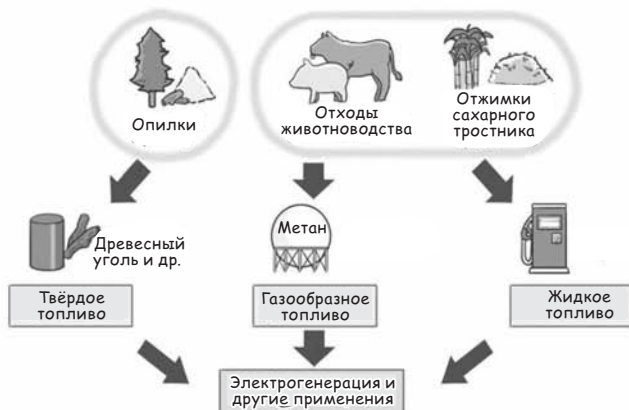 Опилки
Отходы
животноводства
Отжимки
сахарного
тростника
Древесный
уголь и др.
Метан
Твёрдое
топливо
Газообразное
топливо
Жидкое
топливо
Электрогенерация и
другие применения